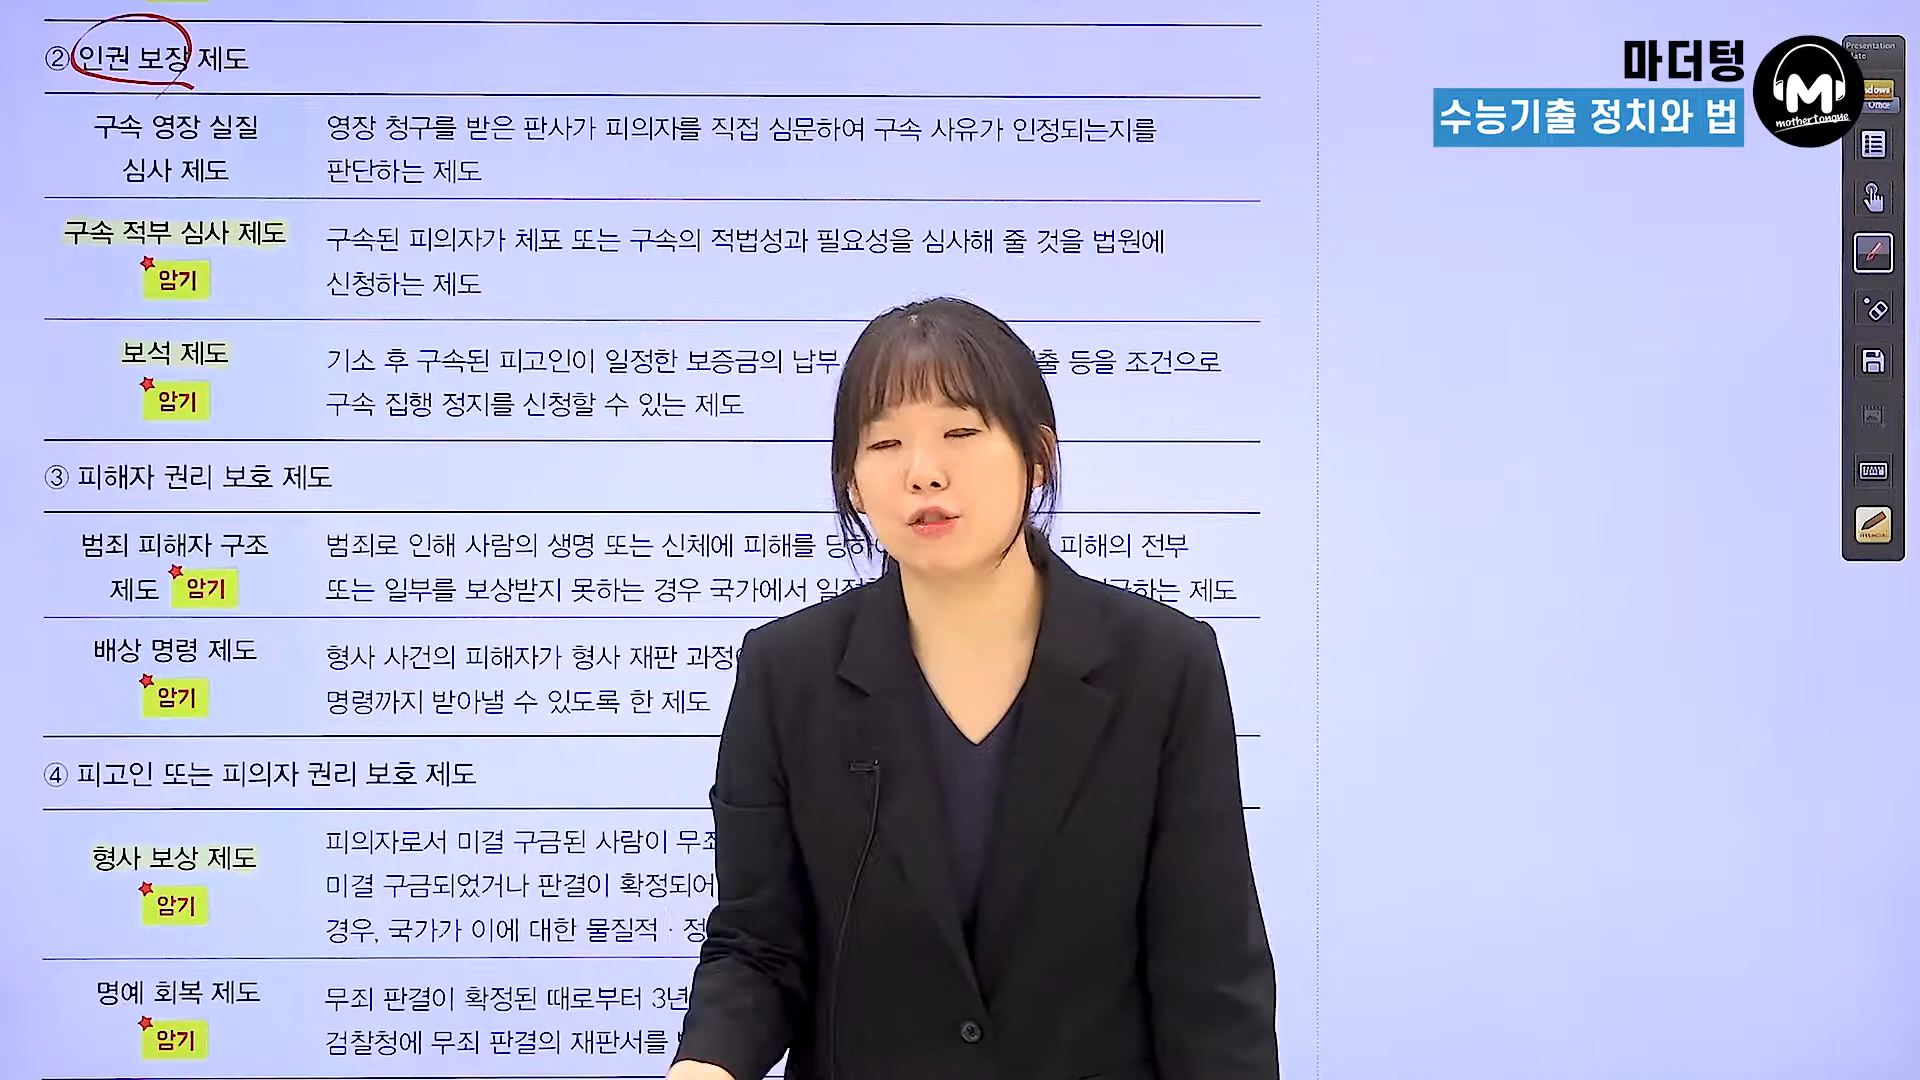 ② 인권 보장 제도
구속 영장 실질
심사 제도
영장 청구를 받은 판사가 피의자를 직접 심문하여 구속 사유가 인정되는지를
판단하는 제도
구속 적부 심사 제도
암기
구속된 피의자가 체포 또는 구속의 적법성과 필요성을 심사해 줄 것을 법원에
신청하는 제도
보석 제도
암기
기소 후 구속된 피고인이 일정한 보증금의 납부 등을 조건으로
구속 집행 정지를 신청할 수 있는 제도
③ 피해자 권리 보호 제도
범죄 피해자 구조
제도 암기
범죄로 인해 사람의 생명 또는 신체에 피해를 피해의 전부
또는 일부를 보상받지 못하는 경우 국가에서 제도
배상 명령 제도
암기
형사 사건의 피해자가 형사 재판
명령까지 받아낼 수 있도록 한 제도
④ 피고인 또는 피의자 권리 보호 제도
형사 보상 제도
암기
피의자로서 미결 구금된 사람이
미결 구금되었거나 판결이 확정되어
경우, 국가가 이에 대한 물질적 ·
명예 회복 제도
암기
무죄 판결이 확정된 때로부터 3년
검찰청에 무죄 판결의 재판서를
마더텅
수능기출 정치와 법
M
mothertongue
Presentation